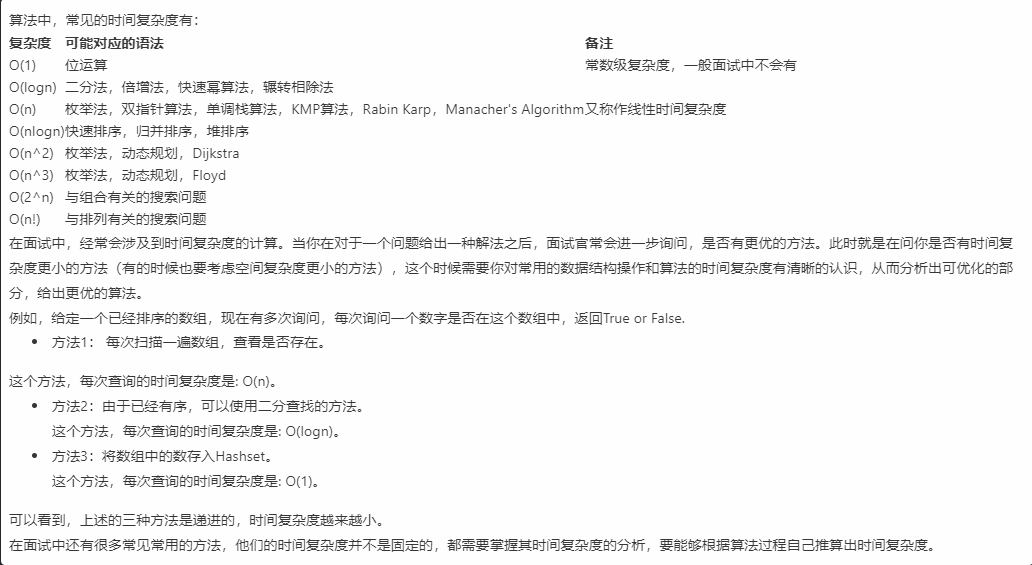 算法中，常见的时间复杂度有：
复杂度 可能对应的语法 备注
O(1) 位运算 常数级复杂度，一般面试中不会有
O(logn) 二分法，倍增法，快速幂算法，辗转相除法
O(n) 枚举法，双指针算法，单调栈算法，KMP算法，Rabin Karp，Manacher's Algorithm又称作线性时间复杂度
O(nlogn)快速排序，归并排序，堆排序
O(n^2) 枚举法，动态规划，Dijkstra
O(n^3) 枚举法，动态规划，Floyd
O(2^n) 与组合有关的搜索问题
O(n!) 与排列有关的搜索问题
在面试中，经常会涉及到时间复杂度的计算。当你在对于一个问题给出一种解法之后，面试官常会进一步询问，是否有更优的方法。此时就是在问你是否有时间复
杂度更小的方法（有的时候也要考虑空间复杂度更小的方法），这个时候需要你对常用的数据结构操作和算法的时间复杂度有清晰的认识，从而分析出可优化的部
分，给出更优的算法。
例如，给定一个已经排序的数组，现在有多次询问，每次询问一个数字是否在这个数组中，返回True or False.
• 方法1： 每次扫描一遍数组，查看是否存在。
这个方法，每次查询的时间复杂度是: O(n)。
• 方法2：由于已经有序，可以使用二分查找的方法。
这个方法，每次查询的时间复杂度是: O(logn)。
• 方法3：将数组中的数存入Hashset。
这个方法，每次查询的时间复杂度是: O(1)。
可以看到，上述的三种方法是递进的，时间复杂度越来越小。
在面试中还有很多常见常用的方法，他们的时间复杂度并不是固定的，都需要掌握其时间复杂度的分析，要能够根据算法过程自己推算出时间复杂度。